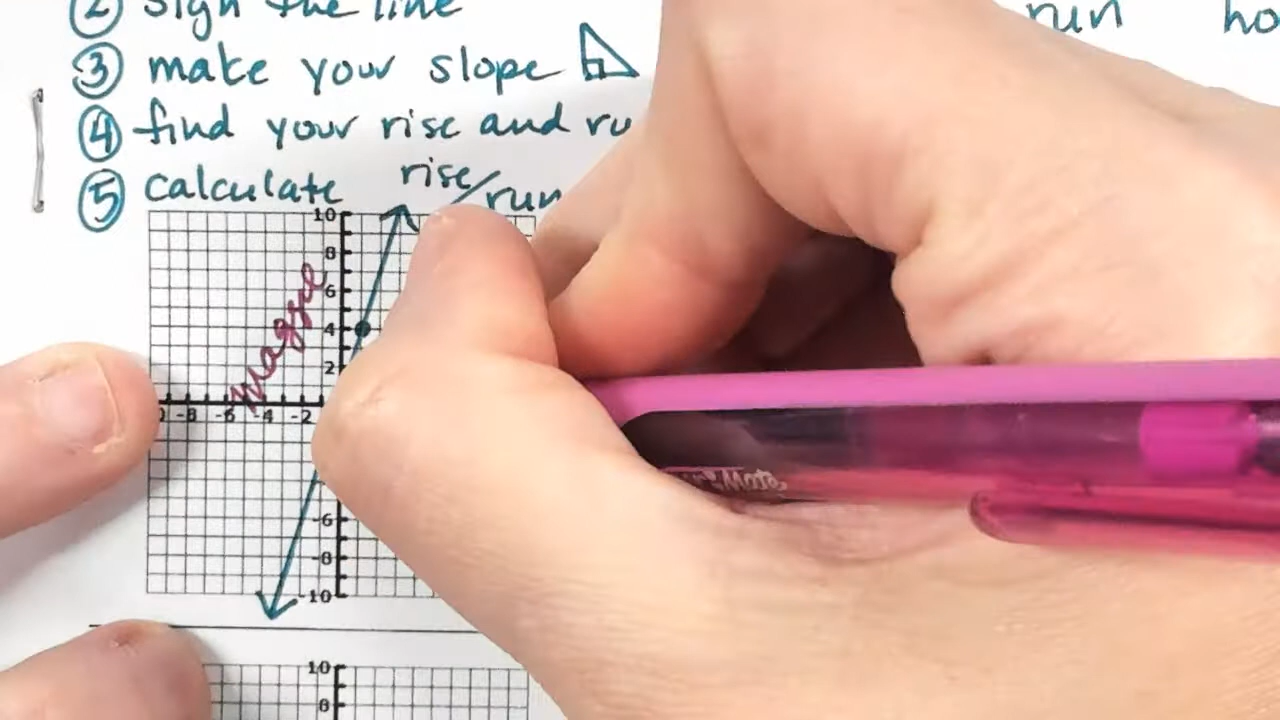 ② sign the line
run ho
③ make your slope
④ find your rise and ru
⑤ calculate rise/run
10
8
6
4
2
-8 -6 -4 -2
-6
-8
-10
maggie
10
8